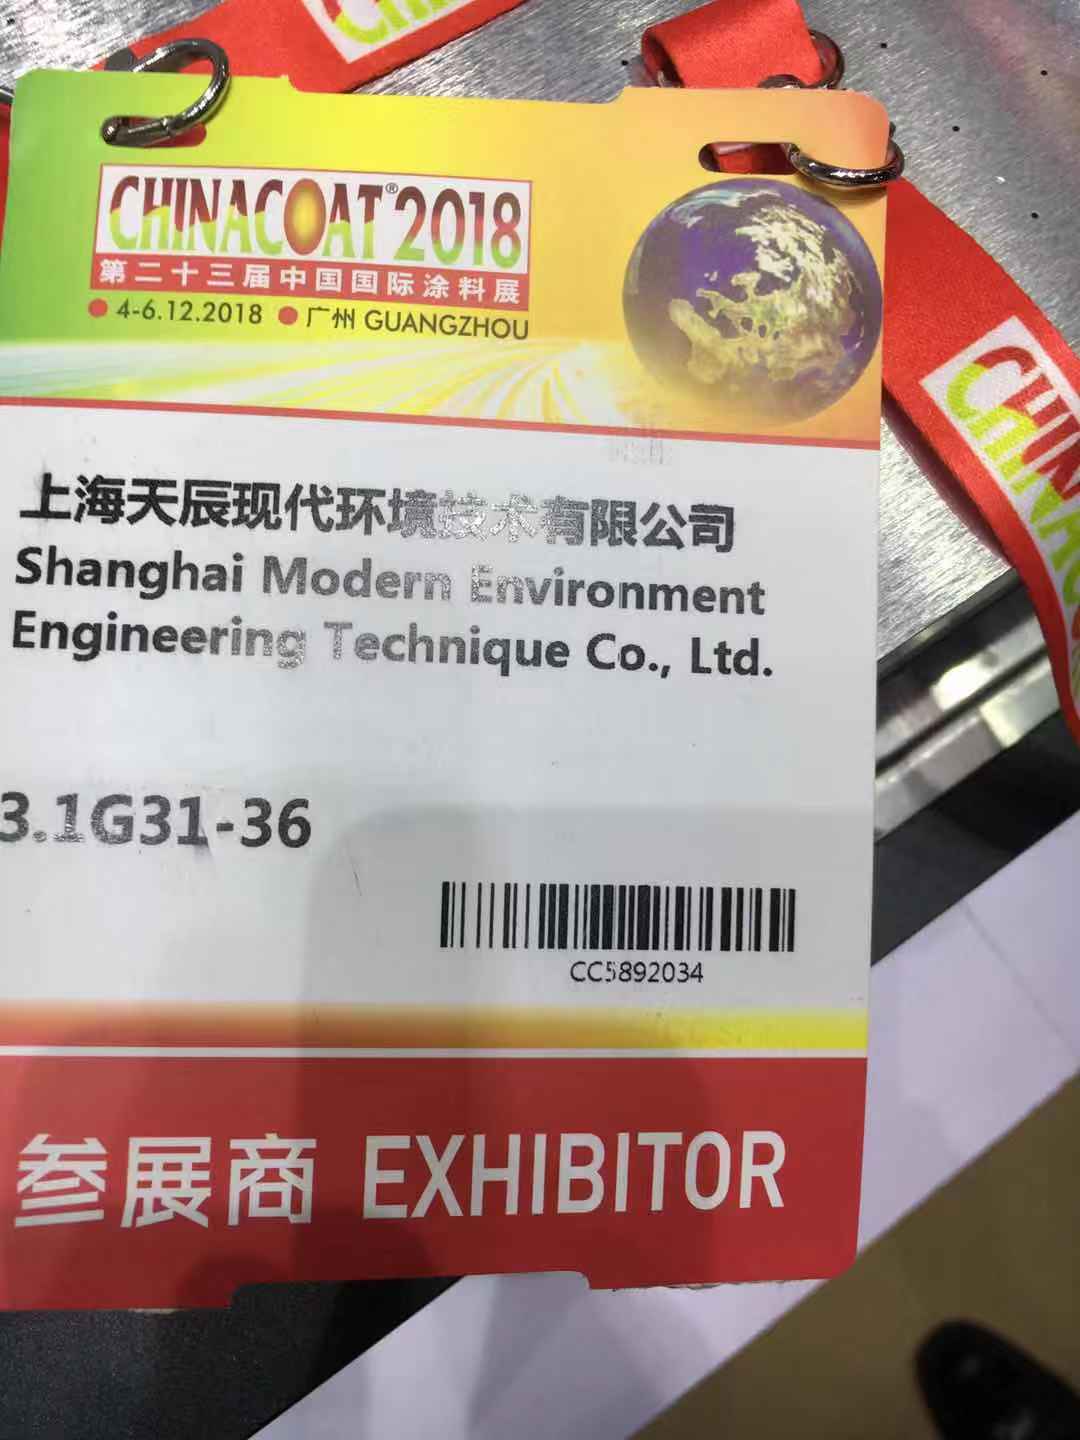 CHINACOAT® 2018
第二十三届中国国际涂料展
● 4-6.12.2018 ● 广州 GUANGZHOU
上海天辰现代环境技术有限公司
Shanghai Modern Environment
Engineering Technique Co., Ltd.
3.1G31-36
CC5892034
参展商 EXHIBITOR